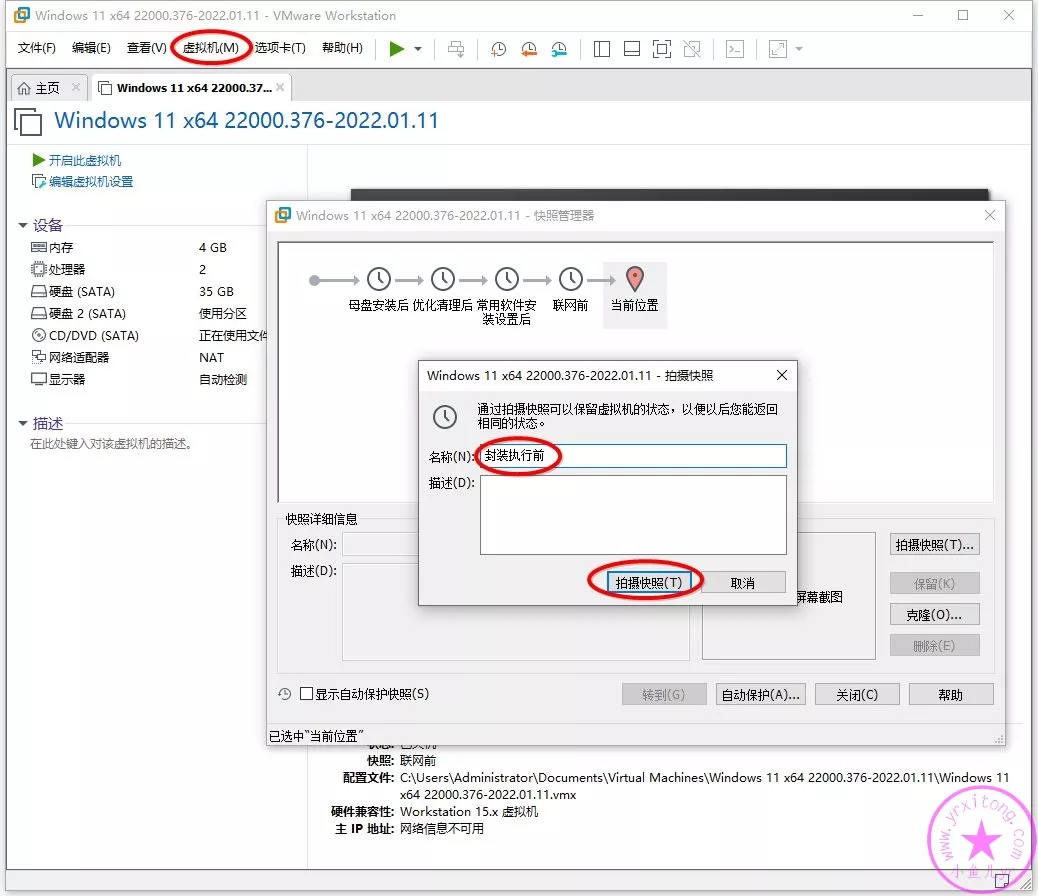 Windows 11 x64 22000.376-2022.01.11 - VMware Workstation
文件(F) 编辑(E) 查看(V) 虚拟机(M) 选项卡(T) 帮助(H)
主页 Windows 11 x64 22000.37...
Windows 11 x64 22000.376-2022.01.11
开启此虚拟机
编辑虚拟机设置
设备
内存 4 GB
处理器 2
硬盘 (SATA) 35 GB
硬盘 2 (SATA) 使用分区
CD/DVD (SATA) 正在使用文件
网络适配器 NAT
显示器 自动检测
描述
在此处键入对该虚拟机的描述。
Windows 11 x64 22000.376-2022.01.11 - 快照管理器
母盘安装后 优化清理后 常用软件安 联网前 当前位置
装设置后
Windows 11 x64 22000.376-2022.01.11 - 拍摄快照
通过拍摄快照可以保留虚拟机的状态，以便以后您能返回
相同的状态。
名称(N): 封装执行前
描述(D):
拍摄快照(T) 取消
快照详细信息
名称(N):
描述(D):
屏幕截图
拍摄快照(T)...
保留(K)
克隆(O)...
删除(E)
显示自动保护快照(S)
转到(G) 自动保护(A)... 关闭(C) 帮助
已选中"当前位置"
状态: 已关机
快照: 联网前
配置文件: C:\Users\Administrator\Documents\Virtual Machines\Windows 11 x64 22000.376-2022.01.11\Windows 11
x64 22000.376-2022.01.11.vmx
硬件兼容性: Workstation 15.x 虚拟机
主 IP 地址: 网络信息不可用
www.yrxitong.com
小鱼儿yr